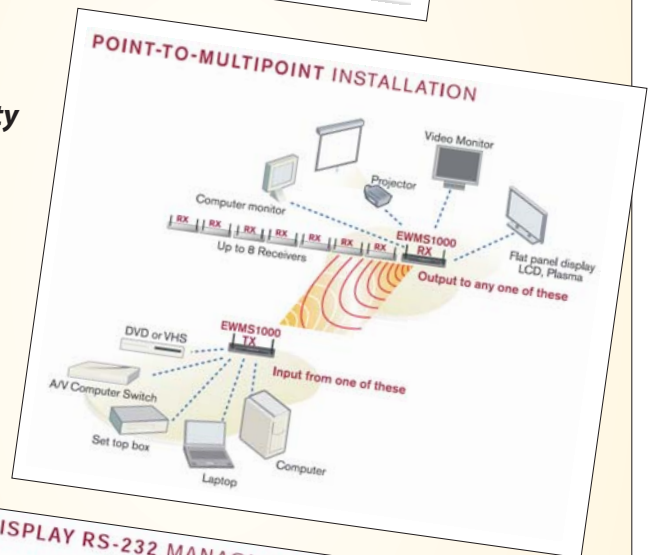 ty
POINT-TO-MULTIPOINT INSTALLATION
Video Monitor
Projector
Computer monitor
RX RX RX RX RX RX RX
EWMS1000
RX
Up to 8 Receivers
Flat panel display
LCD, Plasma
Output to any one of these
EWMS1000
TX
DVD or VHS
Input from one of these
A/V Computer Switch
Set top box
Laptop
Computer
ISPLAY RS-232